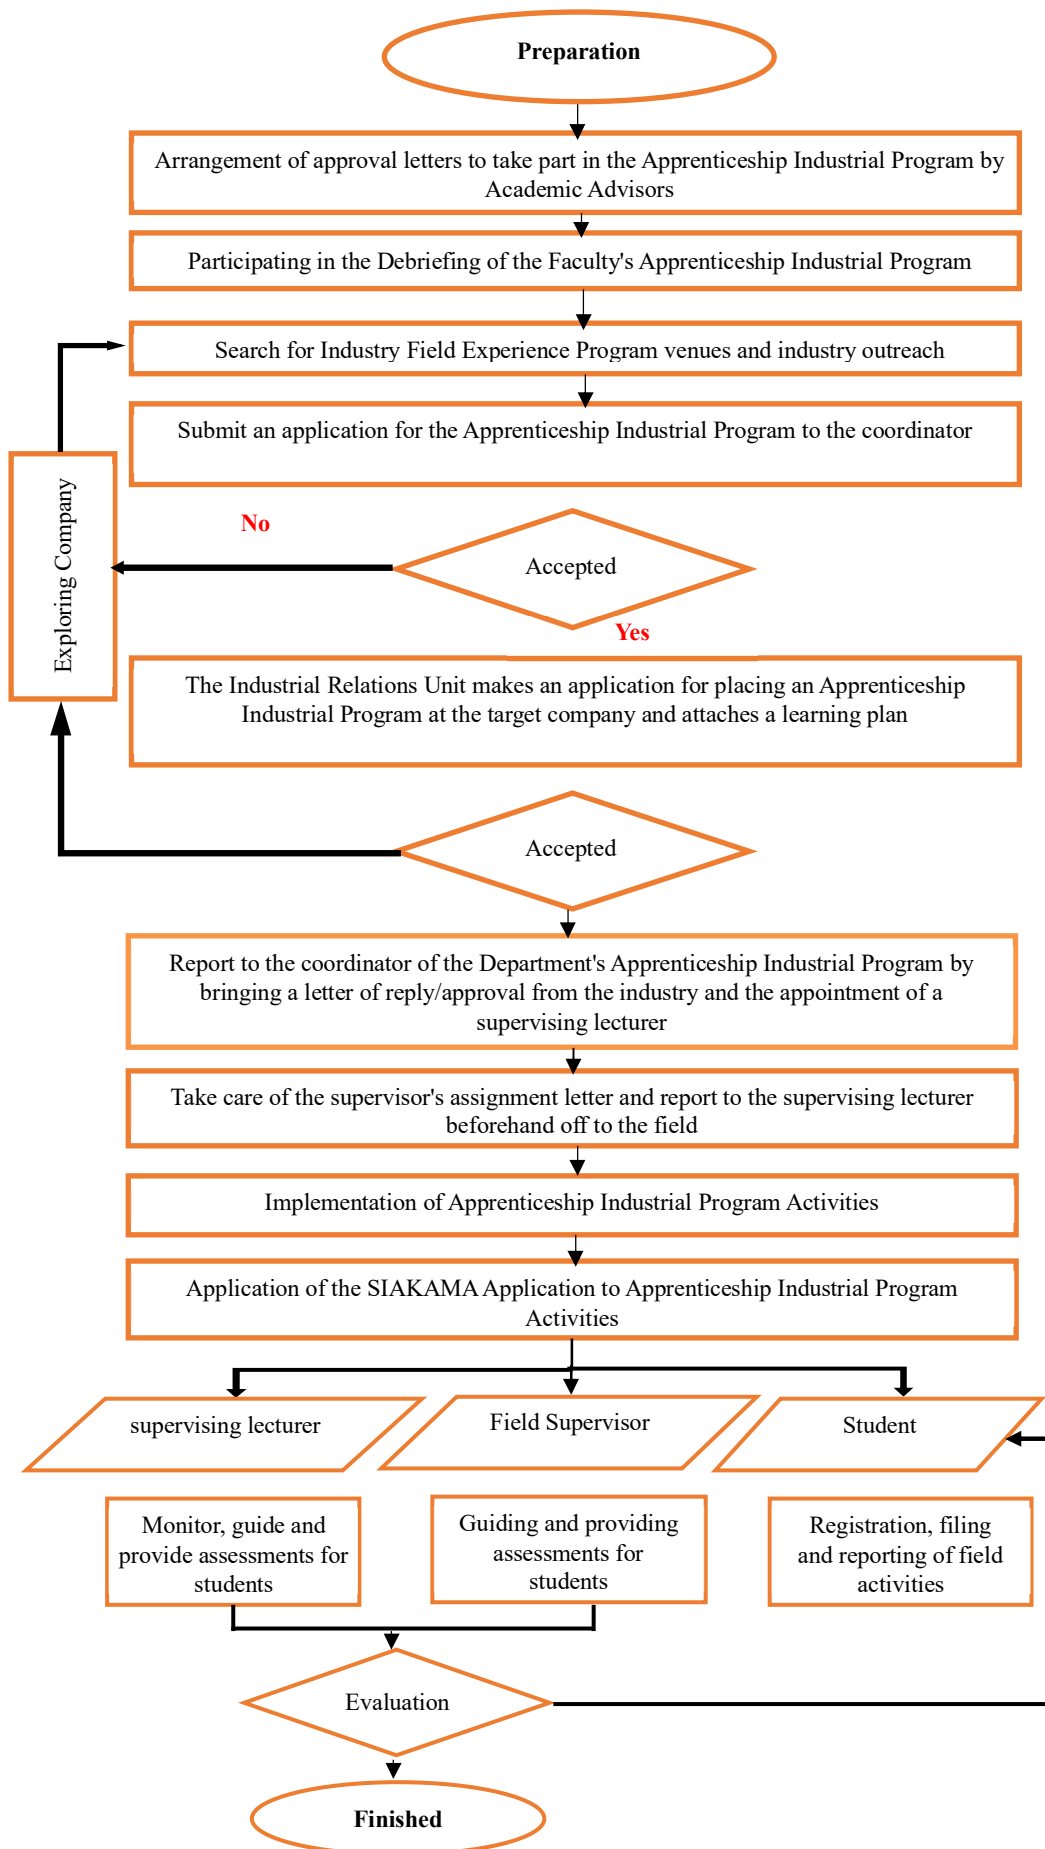 Preparation
Arrangement of approval letters to take part in the Apprenticeship Industrial Program by
Academic Advisors
Participating in the Debriefing of the Faculty's Apprenticeship Industrial Program
Search for Industry Field Experience Program venues and industry outreach
Submit an application for the Apprenticeship Industrial Program to the coordinator
Exploring Company
No
Accepted
Yes
The Industrial Relations Unit makes an application for placing an Apprenticeship
Industrial Program at the target company and attaches a learning plan
Accepted
Report to the coordinator of the Department's Apprenticeship Industrial Program by
bringing a letter of reply/approval from the industry and the appointment of a
supervising lecturer
Take care of the supervisor's assignment letter and report to the supervising lecturer
beforehand off to the field
Implementation of Apprenticeship Industrial Program Activities
Application of the SIAKAMA Application to Apprenticeship Industrial Program
Activities
supervising lecturer
Field Supervisor
Student
Monitor, guide and
provide assessments for
students
Guiding and providing
assessments for
students
Registration, filing
and reporting of field
activities
Evaluation
Finished